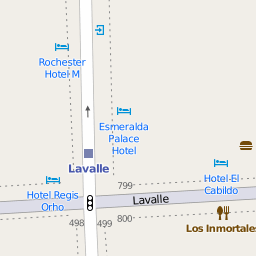 Rochester
Hotel M
Esmeralda
Palace
Hotel
Lavalle
Hotel El
Cabildo
799
Hotel Regis
Orho
Lavalle
800
498
499
Los Inmortales